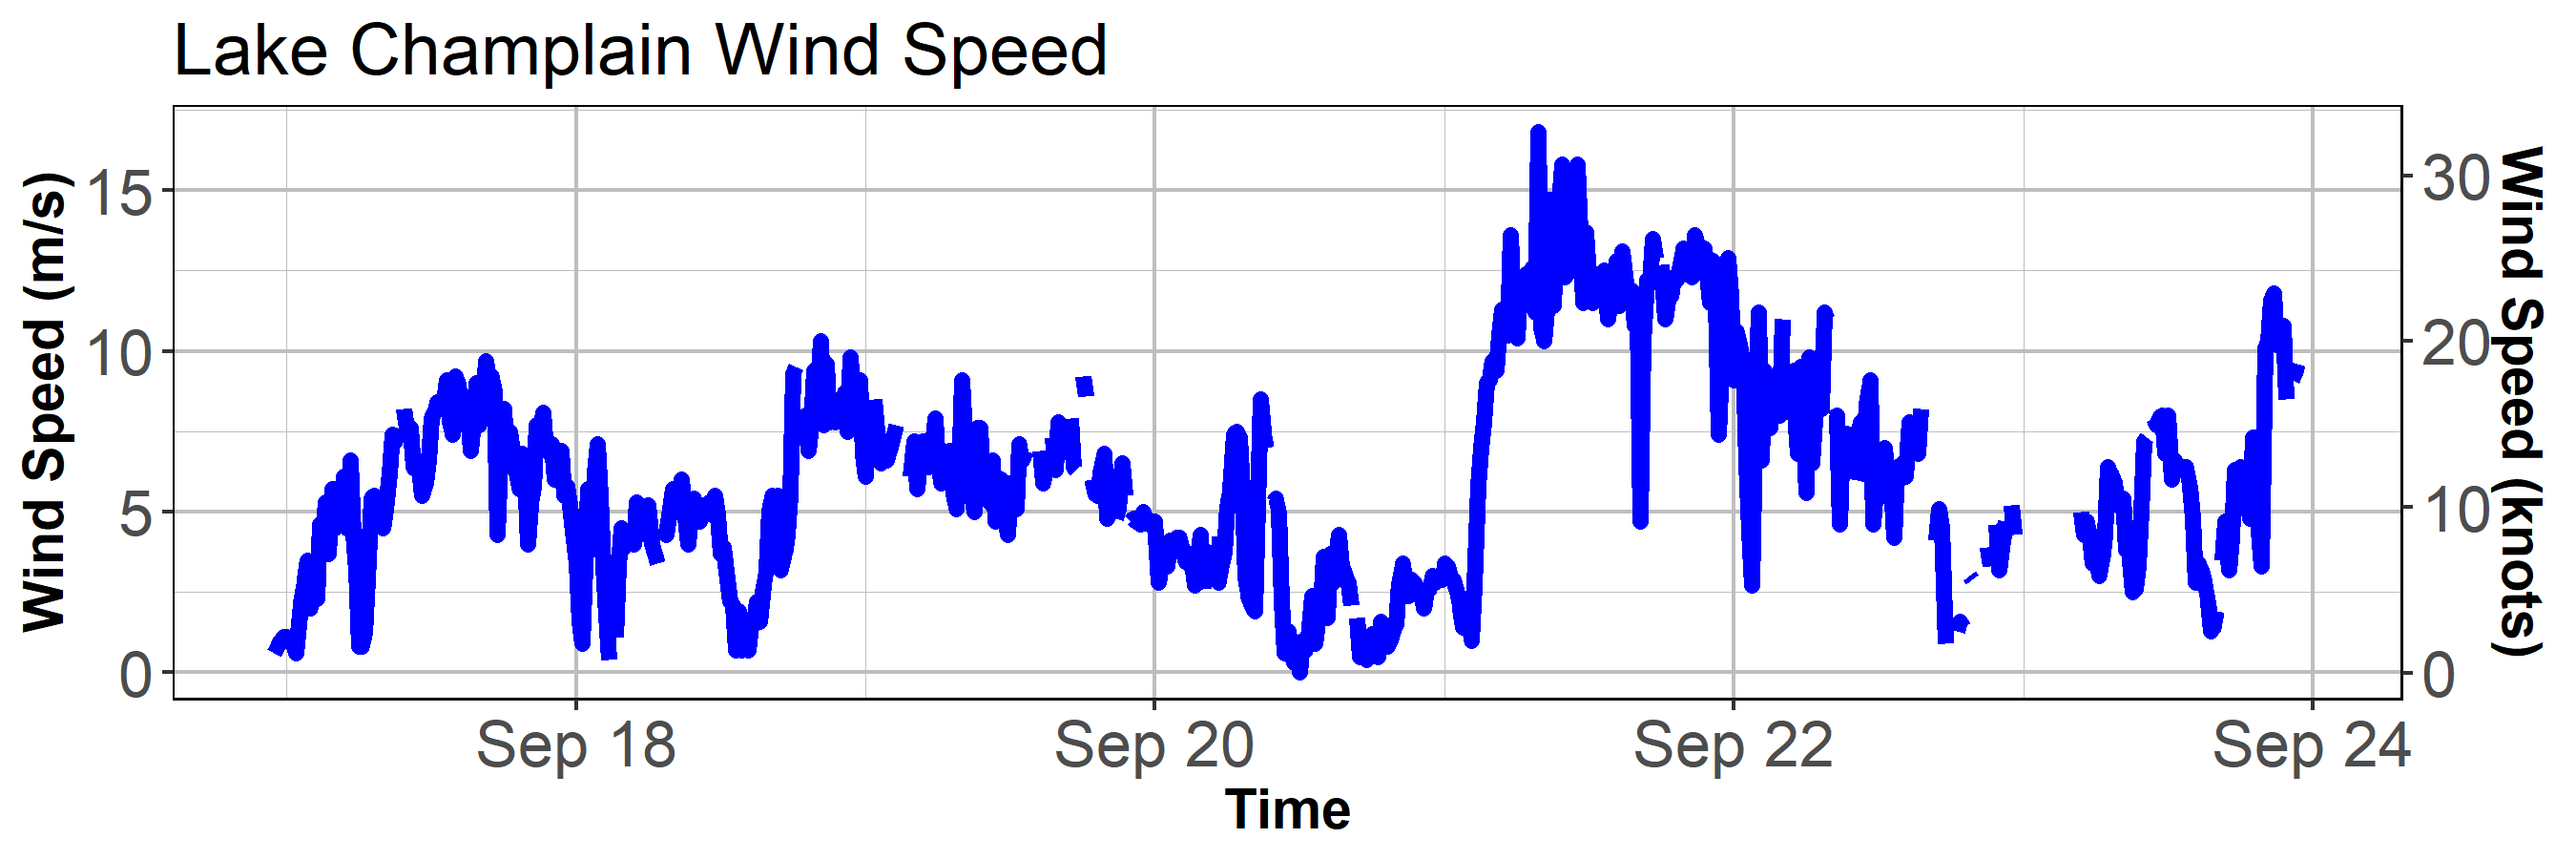 Lake Champlain Wind Speed
Wind Speed (m/s)
15
10
5
0
30
20
10
0
Wind Speed (knots)
Sep 18
Sep 20
Sep 22
Sep 24
Time